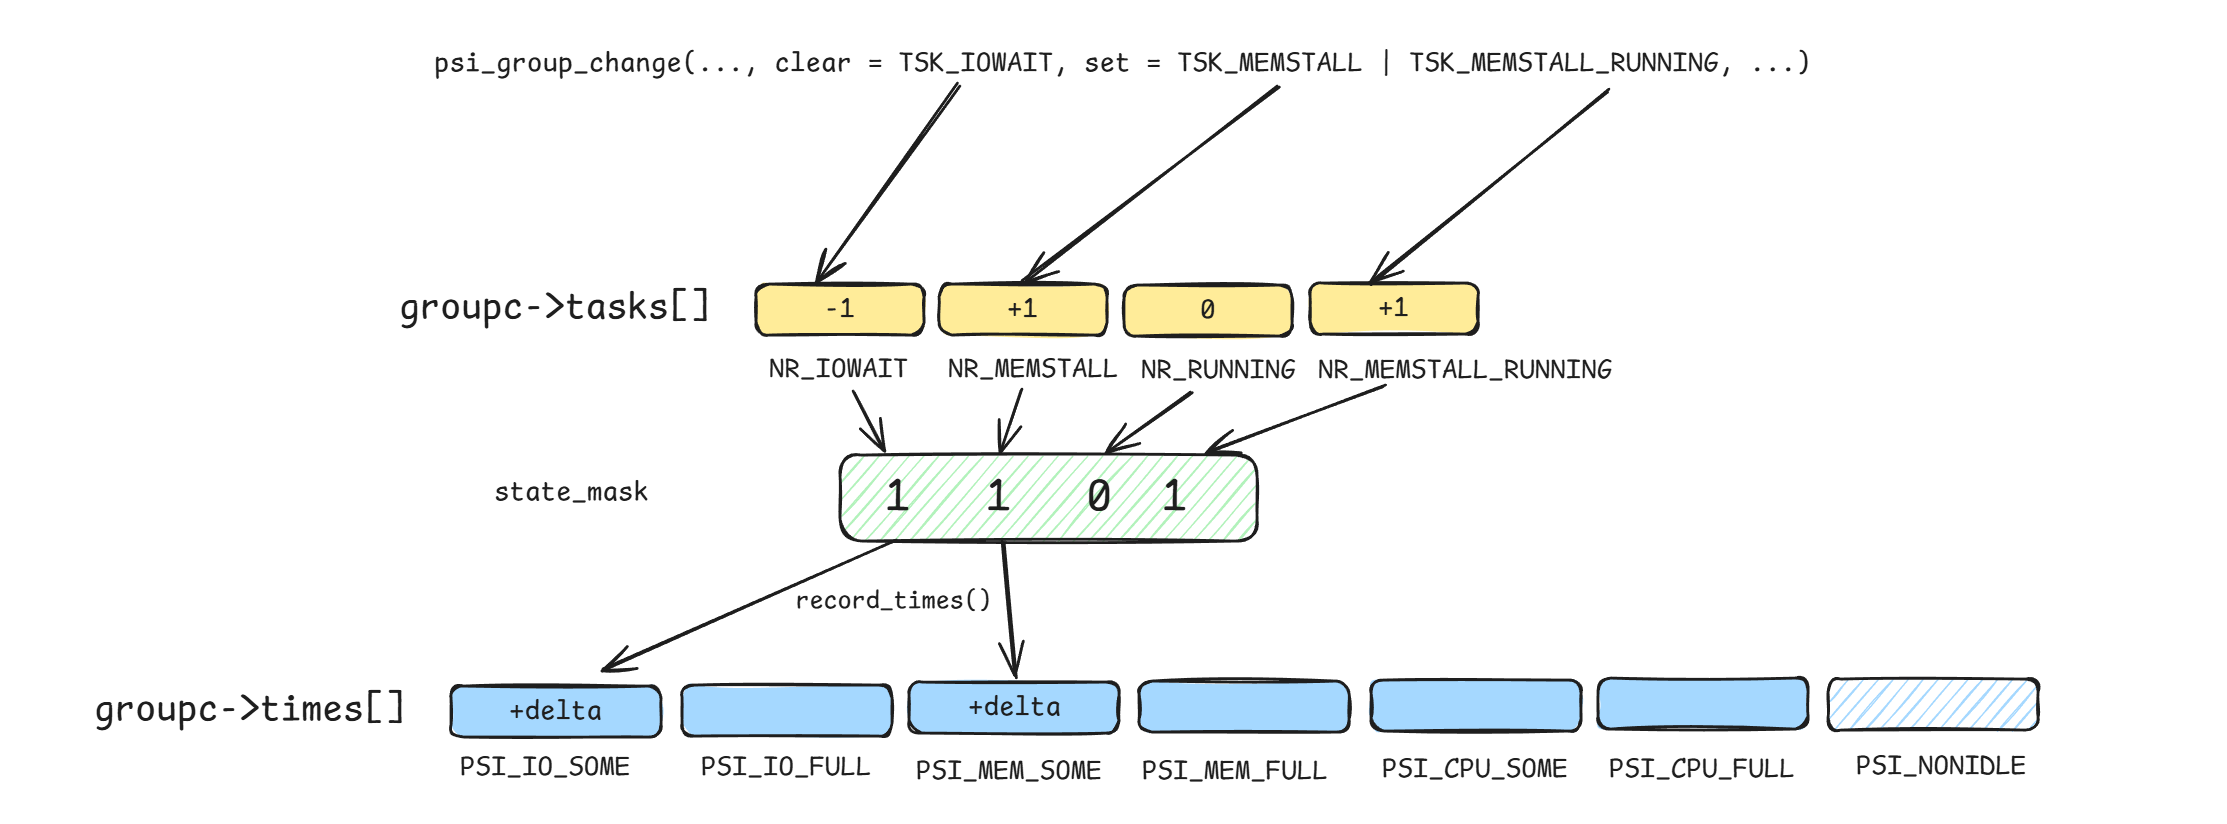 psi_group_change(..., clear = TSK_IOWAIT, set = TSK_MEMSTALL | TSK_MEMSTALL_RUNNING, ...)
groupc->tasks[] -1 +1 0 +1
NR_IOWAIT NR_MEMSTALL NR_RUNNING NR_MEMSTALL_RUNNING
state_mask 1 1 0 1
record_times()
groupc->times[] +delta +delta
PSI_IO_SOME PSI_IO_FULL PSI_MEM_SOME PSI_MEM_FULL PSI_CPU_SOME PSI_CPU_FULL PSI_NONIDLE